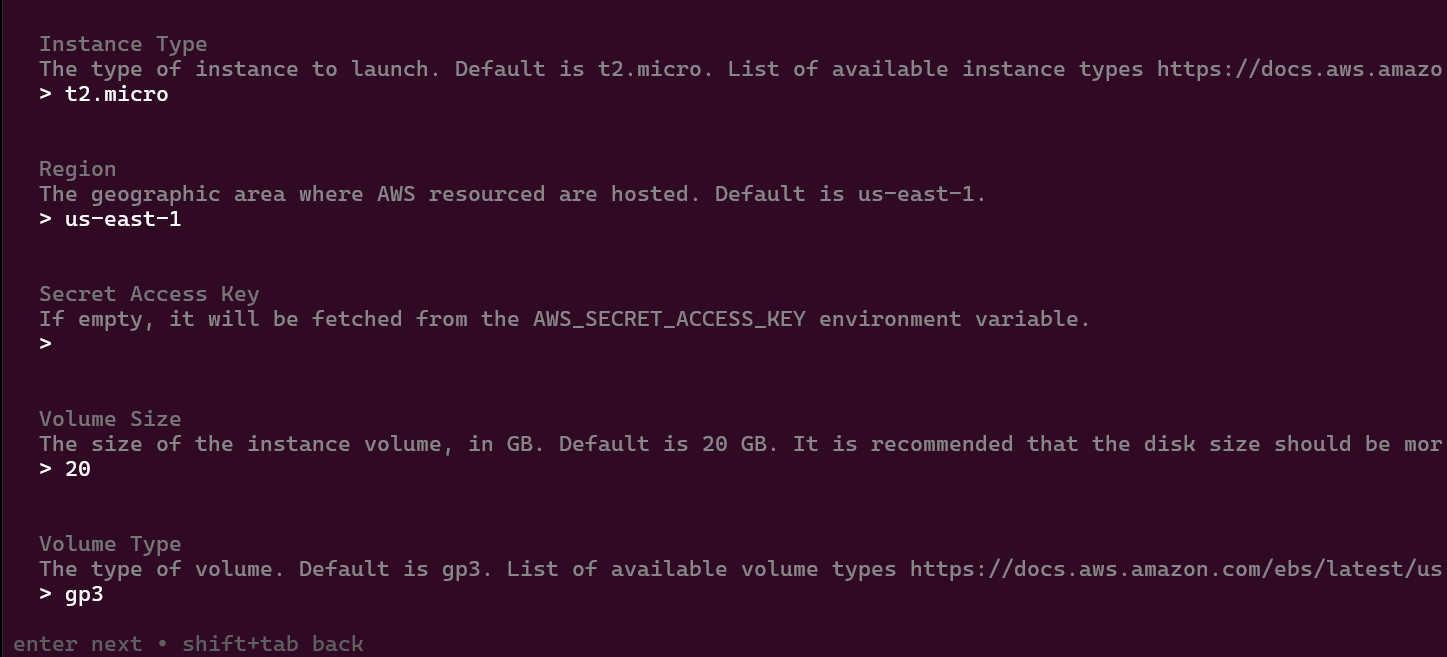 Instance Type
The type of instance to launch. Default is t2.micro. List of available instance types https://docs.aws.amazo
> t2.micro
Region
The geographic area where AWS resourced are hosted. Default is us-east-1.
> us-east-1
Secret Access Key
If empty, it will be fetched from the AWS_SECRET_ACCESS_KEY environment variable.
>
Volume Size
The size of the instance volume, in GB. Default is 20 GB. It is recommended that the disk size should be mor
> 20
Volume Type
The type of volume. Default is gp3. List of available volume types https://docs.aws.amazon.com/ebs/latest/us
> gp3
enter next • shift+tab back